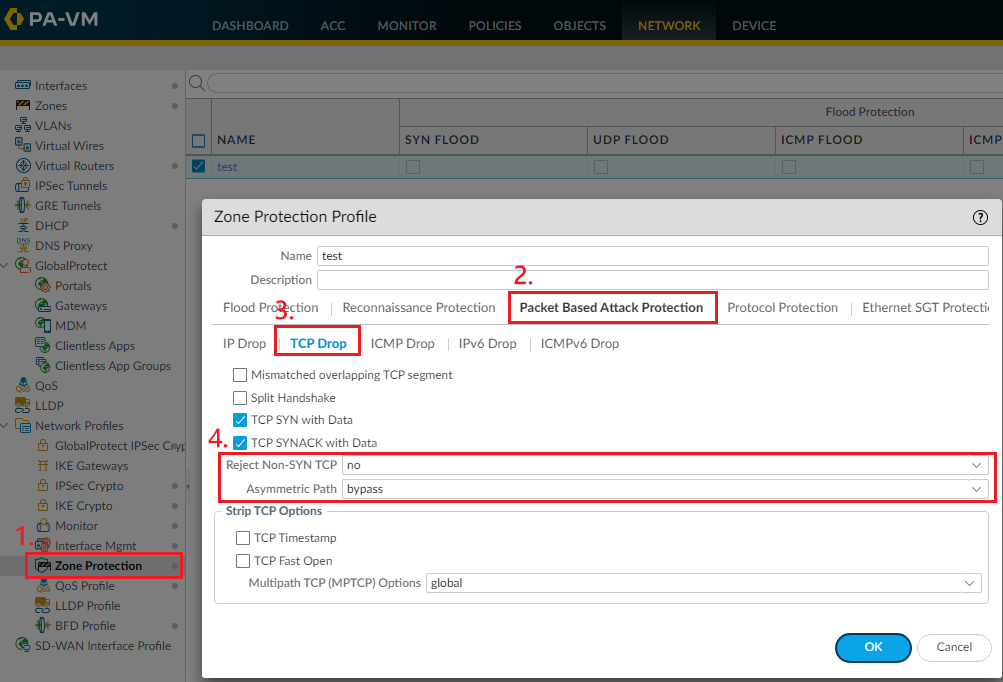 PA-VM
DASHBOARD ACC MONITOR POLICIES OBJECTS NETWORK DEVICE
Interfaces
Zones
VLANs
Virtual Wires
Virtual Routers
IPSec Tunnels
GRE Tunnels
DHCP
DNS Proxy
GlobalProtect
Portals
Gateways
MDM
Clientless Apps
Clientless App Groups
QoS
LLDP
Network Profiles
GlobalProtect IPSec Cryp
IKE Gateways
IPSec Crypto
IKE Crypto
Monitor
1.
Interface Mgmt
Zone Protection
QoS Profile
LLDP Profile
BFD Profile
SD-WAN Interface Profile
Flood Protection
NAME SYN FLOOD UDP FLOOD ICMP FLOOD ICMP
test
Zone Protection Profile
Name test
Description
2.
Flood Protection Reconnaissance Protection Packet Based Attack Protection Protocol Protection Ethernet SGT Protectio
3.
IP Drop TCP Drop ICMP Drop IPv6 Drop ICMPv6 Drop
Mismatched overlapping TCP segment
Split Handshake
TCP SYN with Data
4. TCP SYNACK with Data
Reject Non-SYN TCP no
Asymmetric Path bypass
Strip TCP Options
TCP Timestamp
TCP Fast Open
Multipath TCP (MPTCP) Options global
OK Cancel